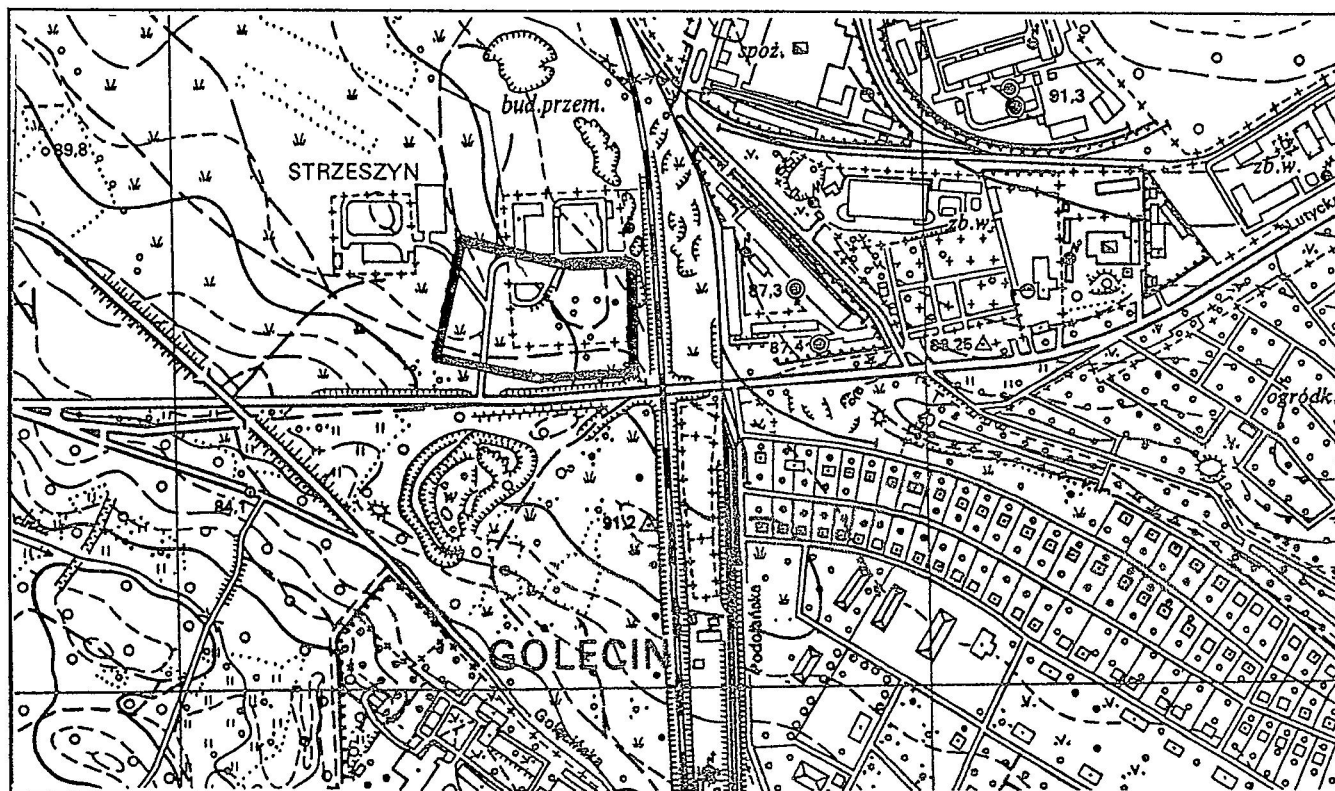 spoż.
91,3
bud. przem.
89,8
STRZESZYN
zb.w.
zb.w.
Lutycka
87,3
87,4
83,25
ogródk.
w
84,1
91,2
Podolańska
GOLĘCIN
Golęcińska